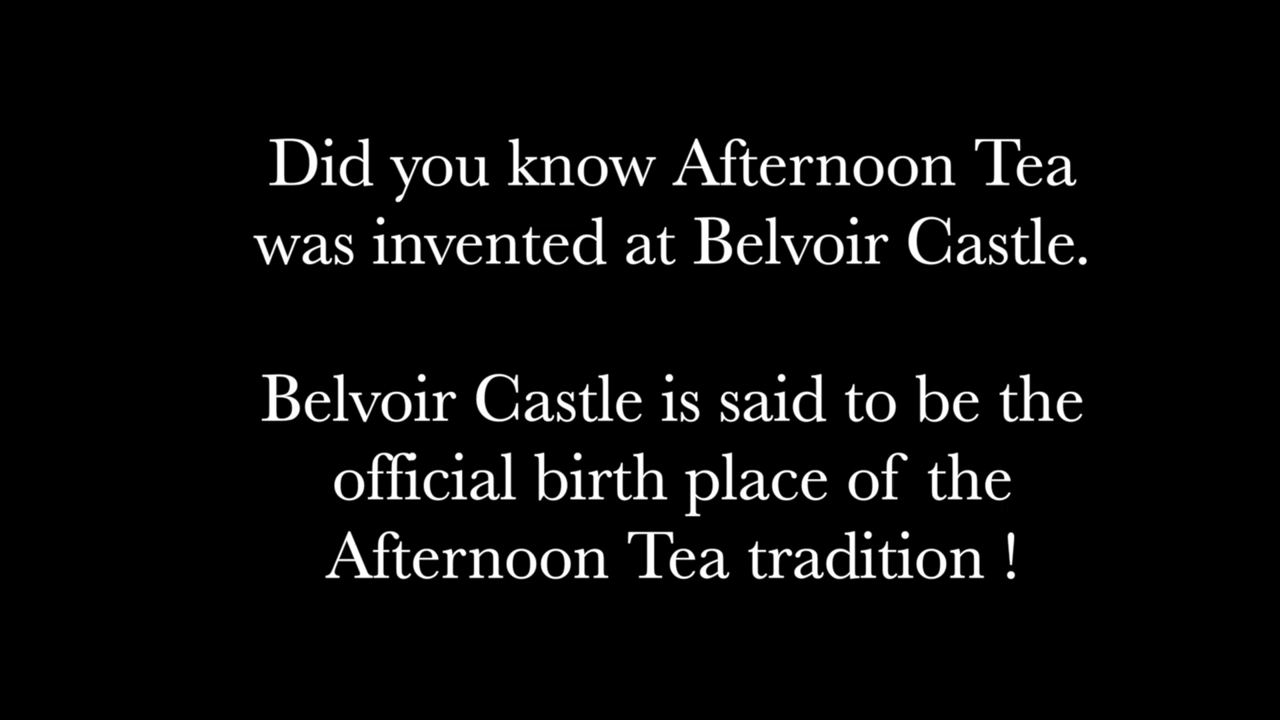 Did you know Afternoon Tea
was invented at Belvoir Castle.
Belvoir Castle is said to be the
official birth place of the
Afternoon Tea tradition !